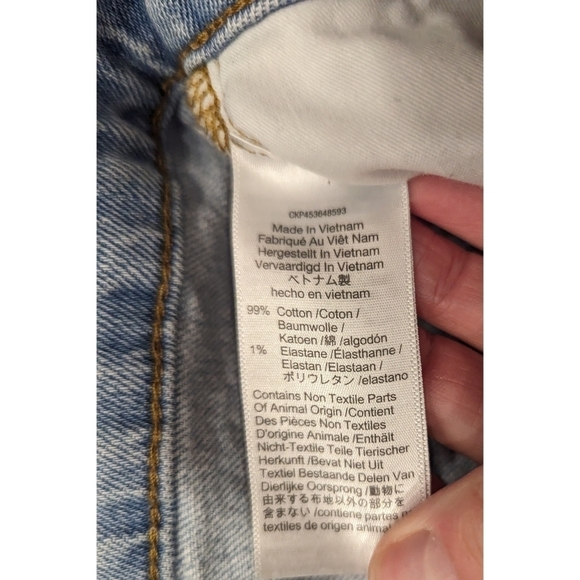 CKP453648593
Made In Vietnam
Fabriqué Au Viêt Nam
Hergestellt In Vietnam
Vervaardigd In Vietnam
ベトナム製
hecho en vietnam
99% Cotton /Coton /
Baumwolle /
Katoen /綿 /algodón
1% Elastane /Élasthanne /
Elastan /Elastaan /
ポリウレタン /elastano
Contains Non Textile Parts
Of Animal Origin /Contient
Des Pièces Non Textiles
D'origine Animale /Enthält
Nicht-Textile Teile Tierischer
Herkunft /Bevat Niet Uit
Textiel Bestaande Delen Van
Dierlijke Oorsprong /動物に
由来する布地以外の部分を
含まない /contiene partes
textiles de origen